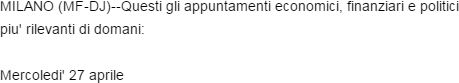 MILANO (MF-DJ)--Questi gli appuntamenti economici, finanziari e politici
piu' rilevanti di domani:
Mercoledi' 27 aprile